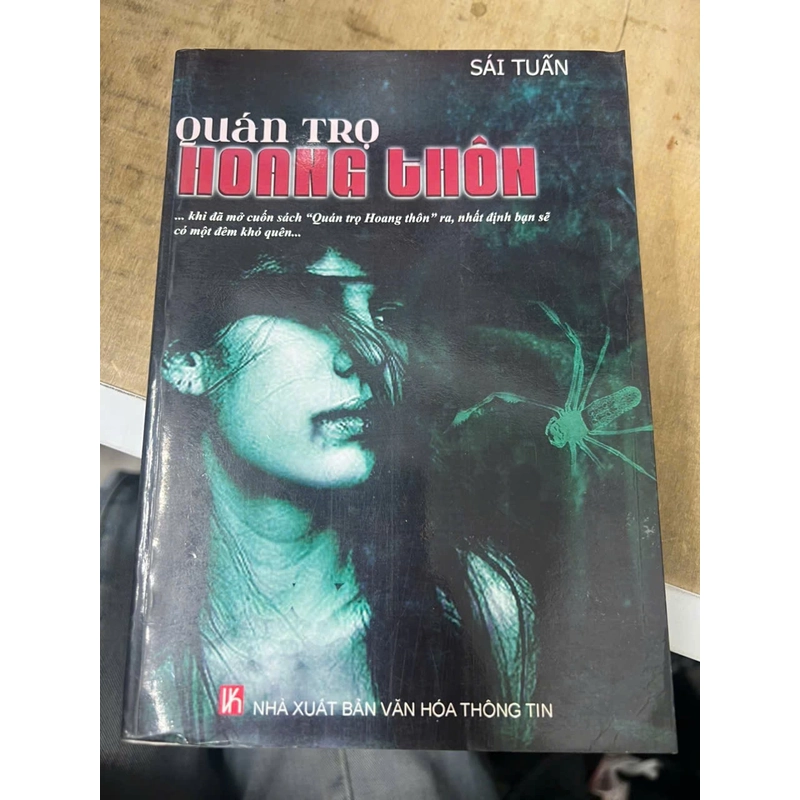 SÁI TUẤN
QUÁN TRỌ
HOANG THÔN
... khi đã mở cuốn sách “Quán trọ Hoang thôn” ra, nhất định bạn sẽ
có một đêm khó quên...
NHÀ XUẤT BẢN VĂN HÓA THÔNG TIN